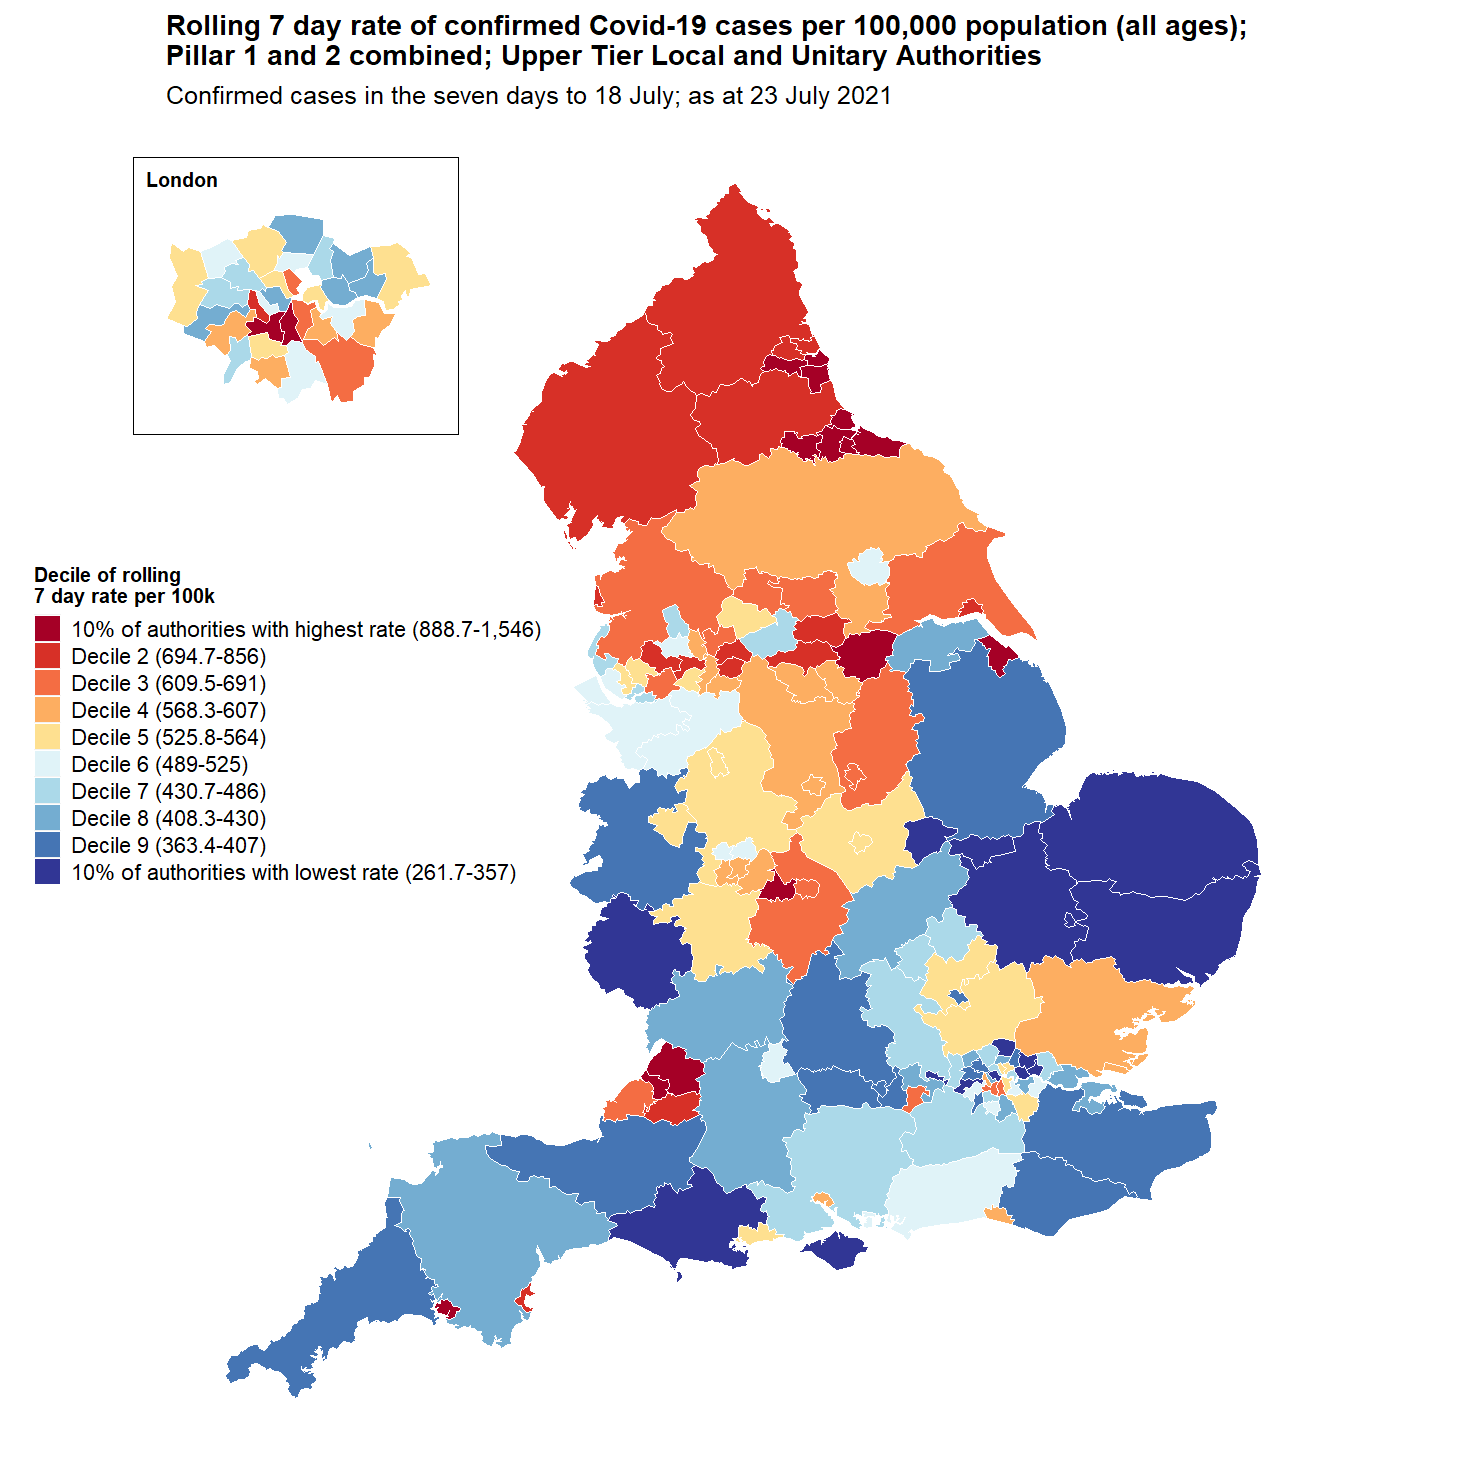 Rolling 7 day rate of confirmed Covid-19 cases per 100,000 population (all ages);
Pillar 1 and 2 combined; Upper Tier Local and Unitary Authorities
Confirmed cases in the seven days to 18 July; as at 23 July 2021
London
Decile of rolling
7 day rate per 100k
10% of authorities with highest rate (888.7-1,546)
Decile 2 (694.7-856)
Decile 3 (609.5-691)
Decile 4 (568.3-607)
Decile 5 (525.8-564)
Decile 6 (489-525)
Decile 7 (430.7-486)
Decile 8 (408.3-430)
Decile 9 (363.4-407)
10% of authorities with lowest rate (261.7-357)